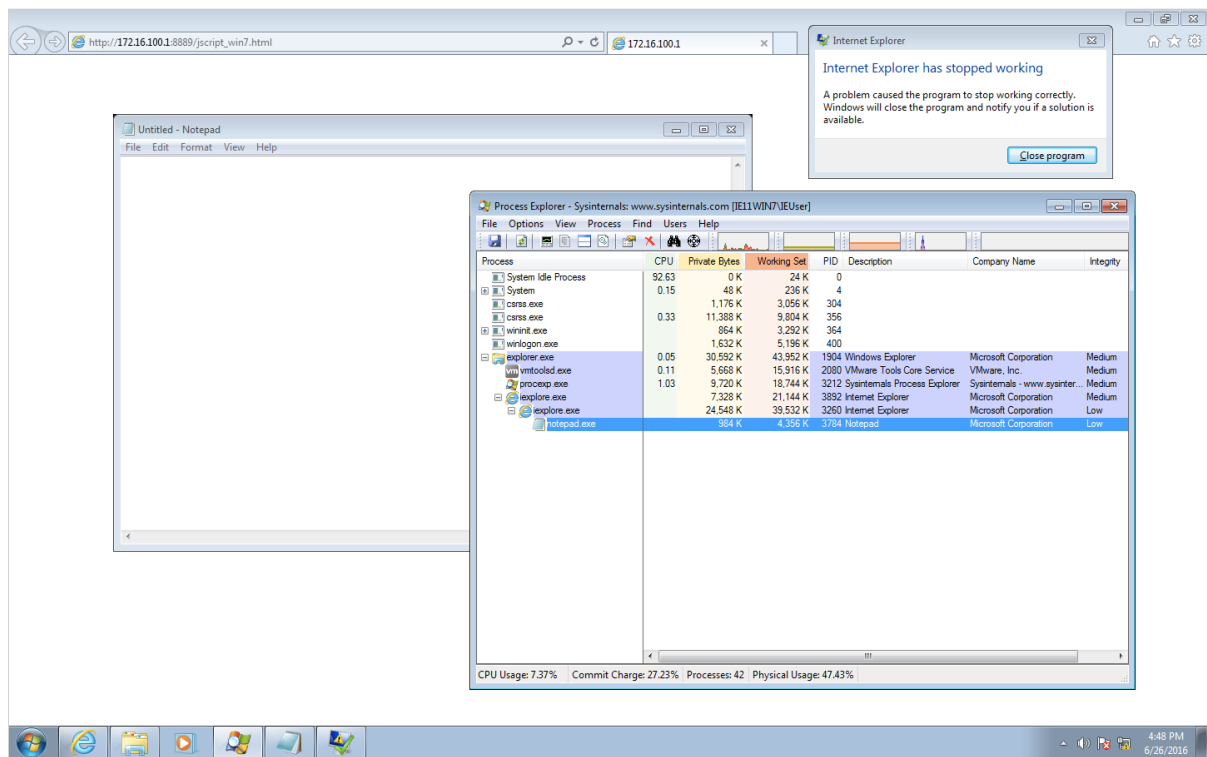 http://172.16.100.1:8889/jscript_win7.html
172.16.100.1
Internet Explorer
Internet Explorer has stopped working
A problem caused the program to stop working correctly.
Windows will close the program and notify you if a solution is
available.
Close program
Untitled - Notepad
File Edit Format View Help
Process Explorer - Sysinternals: www.sysinternals.com [IE11WIN7\IEUser]
File Options View Process Find Users Help
Process CPU Private Bytes Working Set PID Description Company Name Integrity
System Idle Process 92.63 0 K 24 K 0
System 0.15 48 K 236 K 4
csrss.exe 1,176 K 3,056 K 304
csrss.exe 0.33 11,388 K 9,804 K 356
wininit.exe 864 K 3,292 K 364
winlogon.exe 1,632 K 5,196 K 400
explorer.exe 0.05 30,592 K 43,952 K 1904 Windows Explorer Microsoft Corporation Medium
vm vmtoolsd.exe 0.11 5,668 K 15,916 K 2080 VMware Tools Core Service VMware, Inc. Medium
procexp.exe 1.03 9,720 K 18,744 K 3212 Sysinternals Process Explorer Sysinternals - www.sysinter... Medium
iexplore.exe 7,328 K 21,144 K 3892 Internet Explorer Microsoft Corporation Medium
iexplore.exe 24,548 K 39,532 K 3260 Internet Explorer Microsoft Corporation Low
notepad.exe 984 K 4,356 K 3784 Notepad Microsoft Corporation Low
CPU Usage: 7.37% Commit Charge: 27.23% Processes: 42 Physical Usage: 47.43%
4:48 PM
6/26/2016